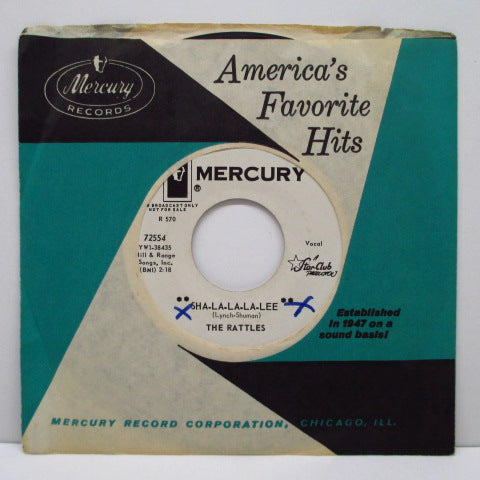 Mercury
RECORDS
America's
Favorite
Hits
MERCURY
®
A BROADCAST ONLY
NOT FOR SALE
R 570
72554
YW1-38435
Hill & Range
Songs, Inc.
(BMI) 2:18
Vocal
A
Star-Club
PRODUCTION
"SHA-LA-LA-LA-LEE"
(Lynch-Shuman)
THE RATTLES
Established
in 1947 on a
sound basis!
MERCURY RECORD CORPORATION, CHICAGO, ILL.